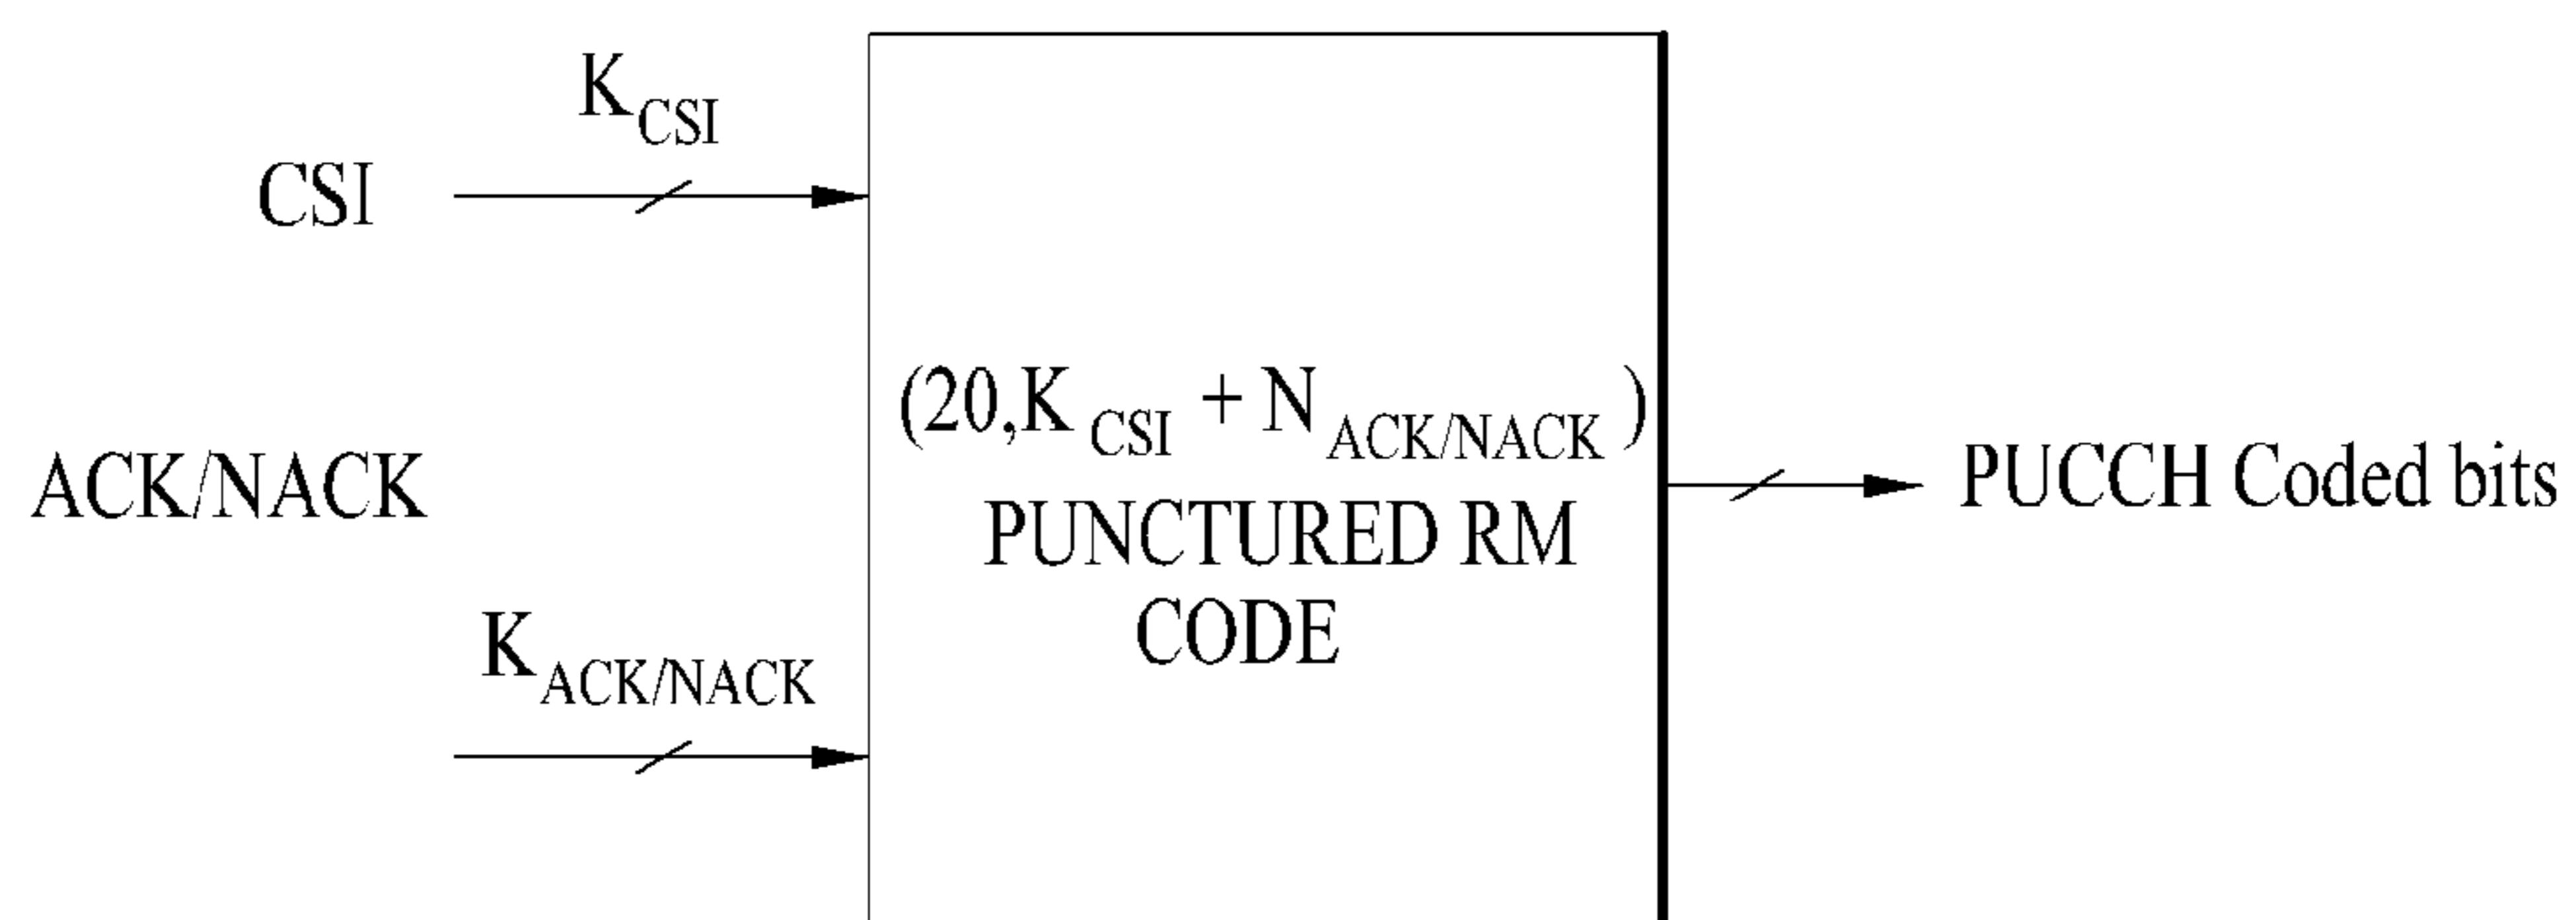 K_CSI
CSI
(20,K_CSI + N_ACK/NACK)
ACK/NACK
PUCCH Coded bits
PUNCTURED RM
CODE
K_ACK/NACK